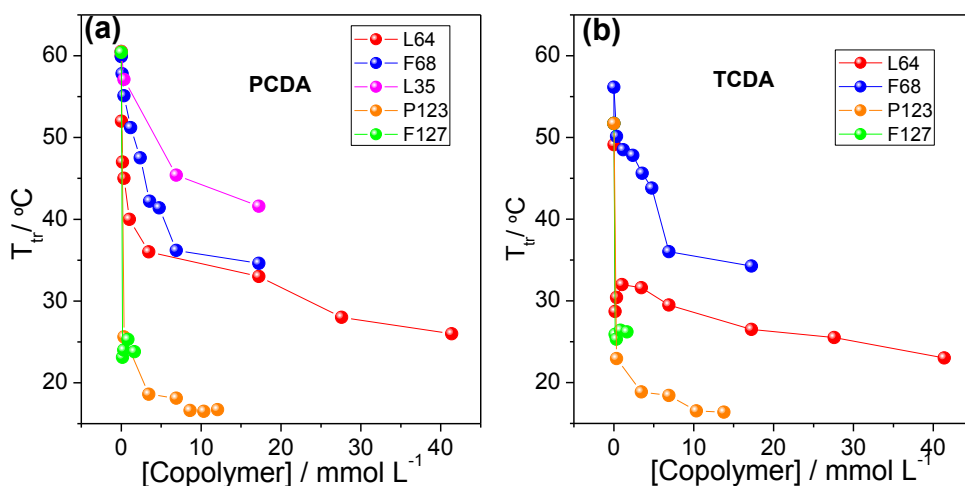 (a)
PCDA
L64
F68
L35
P123
F127
60
50
40
30
20
T_tr/ °C
0 10 20 30 40
[Copolymer] / mmol L⁻¹
(b)
TCDA
L64
F68
P123
F127
60
50
40
30
20
T_tr/ °C
0 10 20 30 40
[Copolymer] / mmol L⁻¹